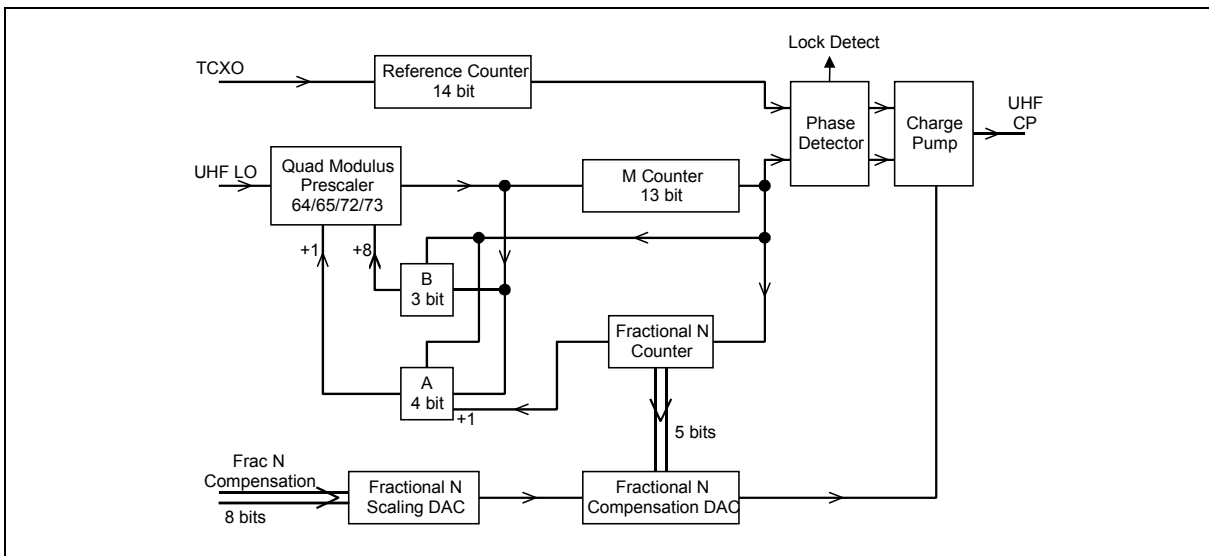 Lock Detect
TCXO
Reference Counter
14 bit
UHF
CP
Phase
Detector
Charge
Pump
UHF LO
Quad Modulus
Prescaler
64/65/72/73
M Counter
13 bit
+1
+8
B
3 bit
Fractional N
Counter
A
4 bit
+1
5 bits
Frac N
Compensation
8 bits
Fractional N
Scaling DAC
Fractional N
Compensation DAC